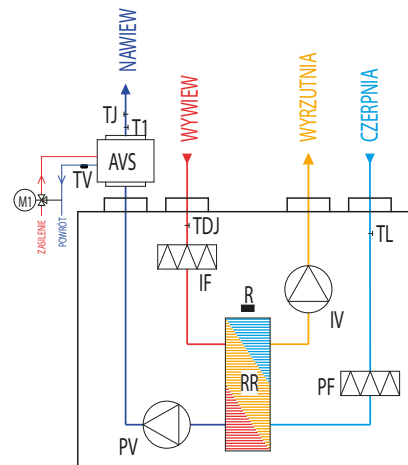 NAWIEW
WYWIEW
WYRZUTNIA
CZERPNIA
TJ
T1
AVS
TV
M1
ZASILENIE
POWRÓT
TDJ
TL
IF
R
IV
RR
PF
PV